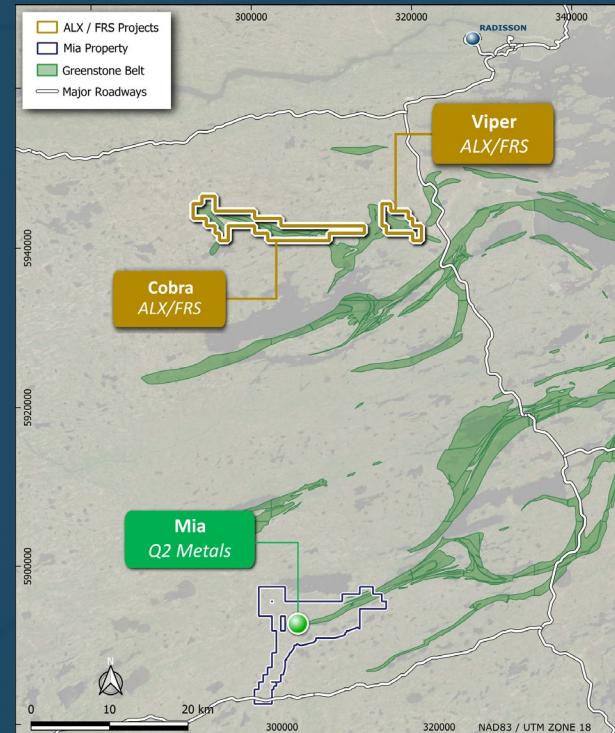 300000
320000
340000
ALX / FRS Projects
Mia Property
Greenstone Belt
Major Roadways
RADISSON
Viper
ALX/FRS
5940000
Cobra
ALX/FRS
5920000
Mia
Q2 Metals
5900000
N
0 10 20 km
300000
320000
NAD83 / UTM ZONE 18